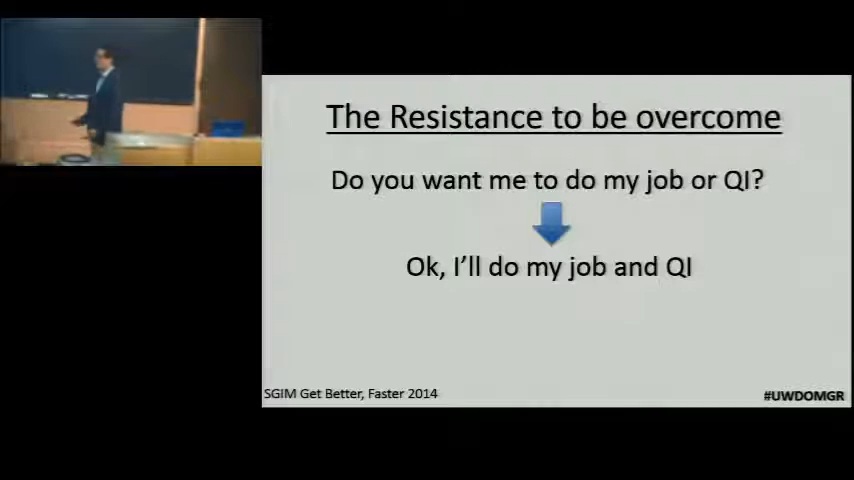 The Resistance to be overcome
Do you want me to do my job or QI?
Ok, I'll do my job and QI
SGIM Get Better, Faster 2014
#UWDOMGR